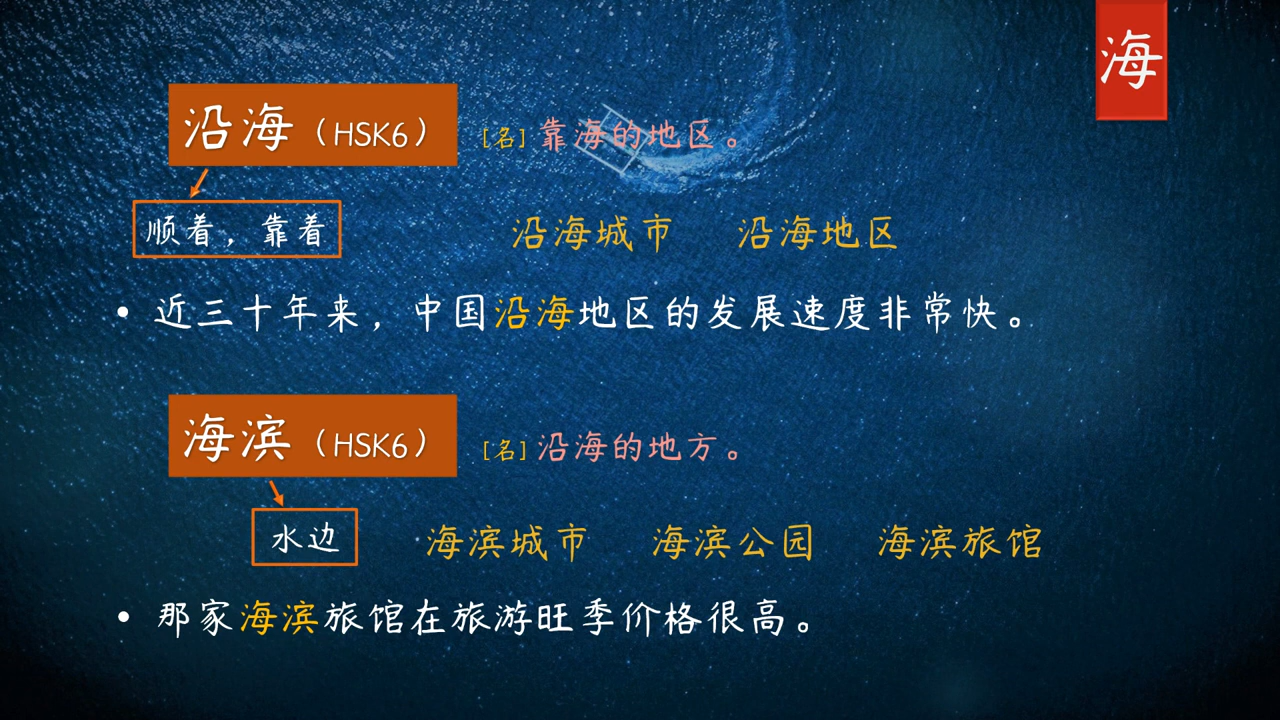 海
沿海（HSK6） [名]靠海的地区。
顺着，靠着
沿海城市 沿海地区
• 近三十年来，中国沿海地区的发展速度非常快。
海滨（HSK6） [名]沿海的地方。
水边
海滨城市 海滨公园 海滨旅馆
• 那家海滨旅馆在旅游旺季价格很高。